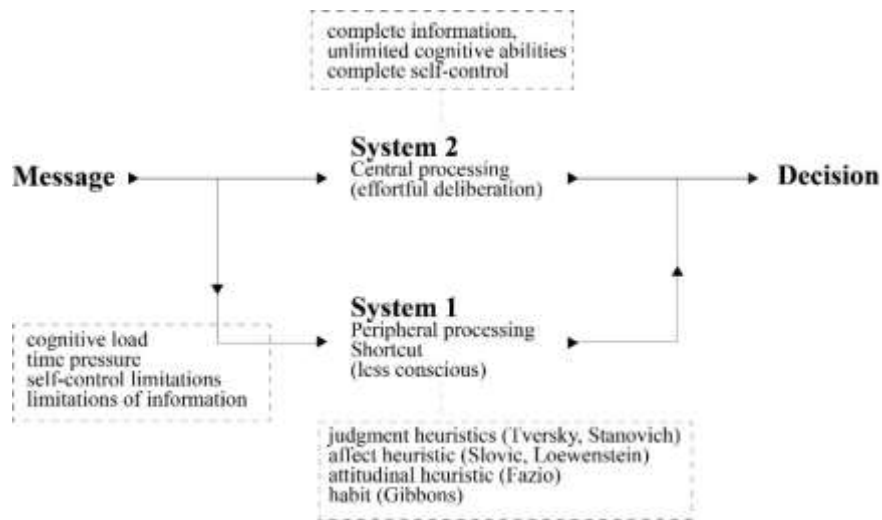 complete information,
unlimited cognitive abilities
complete self-control
System 2
Central processing
(effortful deliberation)
Message
Decision
System 1
Peripheral processing
Shortcut
(less conscious)
cognitive load
time pressure
self-control limitations
limitations of information
judgment heuristics (Tversky, Stanovich)
affect heuristic (Slovic, Loewenstein)
attitudinal heuristic (Fazio)
habit (Gibbons)